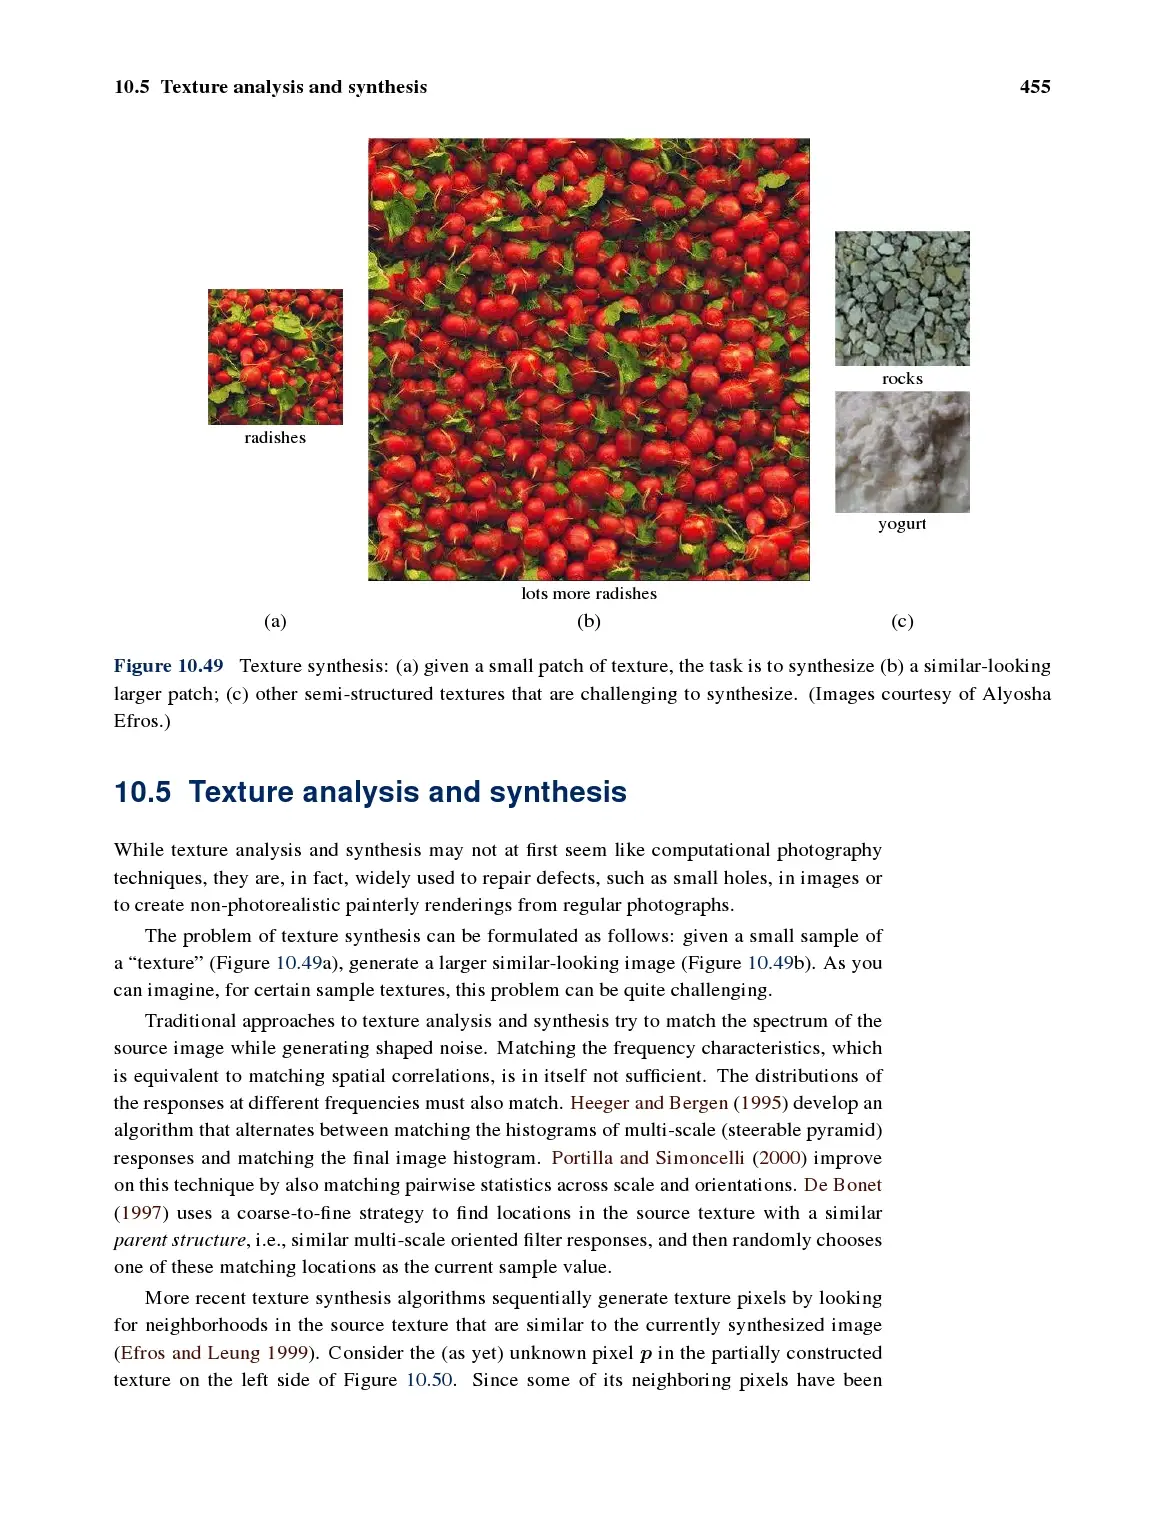 10.5 Texture analysis and synthesis 455
radishes
lots more radishes
rocks
yogurt
(a) (b) (c)
Figure 10.49 Texture synthesis: (a) given a small patch of texture, the task is to synthesize (b) a similar-looking
larger patch; (c) other semi-structured textures that are challenging to synthesize. (Images courtesy of Alyosha
Efros.)
10.5 Texture analysis and synthesis
While texture analysis and synthesis may not at first seem like computational photography
techniques, they are, in fact, widely used to repair defects, such as small holes, in images or
to create non-photorealistic painterly renderings from regular photographs.
The problem of texture synthesis can be formulated as follows: given a small sample of
a “texture” (Figure 10.49a), generate a larger similar-looking image (Figure 10.49b). As you
can imagine, for certain sample textures, this problem can be quite challenging.
Traditional approaches to texture analysis and synthesis try to match the spectrum of the
source image while generating shaped noise. Matching the frequency characteristics, which
is equivalent to matching spatial correlations, is in itself not sufficient. The distributions of
the responses at different frequencies must also match. Heeger and Bergen (1995) develop an
algorithm that alternates between matching the histograms of multi-scale (steerable pyramid)
responses and matching the final image histogram. Portilla and Simoncelli (2000) improve
on this technique by also matching pairwise statistics across scale and orientations. De Bonet
(1997) uses a coarse-to-fine strategy to find locations in the source texture with a similar
parent structure, i.e., similar multi-scale oriented filter responses, and then randomly chooses
one of these matching locations as the current sample value.
More recent texture synthesis algorithms sequentially generate texture pixels by looking
for neighborhoods in the source texture that are similar to the currently synthesized image
(Efros and Leung 1999). Consider the (as yet) unknown pixel p in the partially constructed
texture on the left side of Figure 10.50. Since some of its neighboring pixels have been